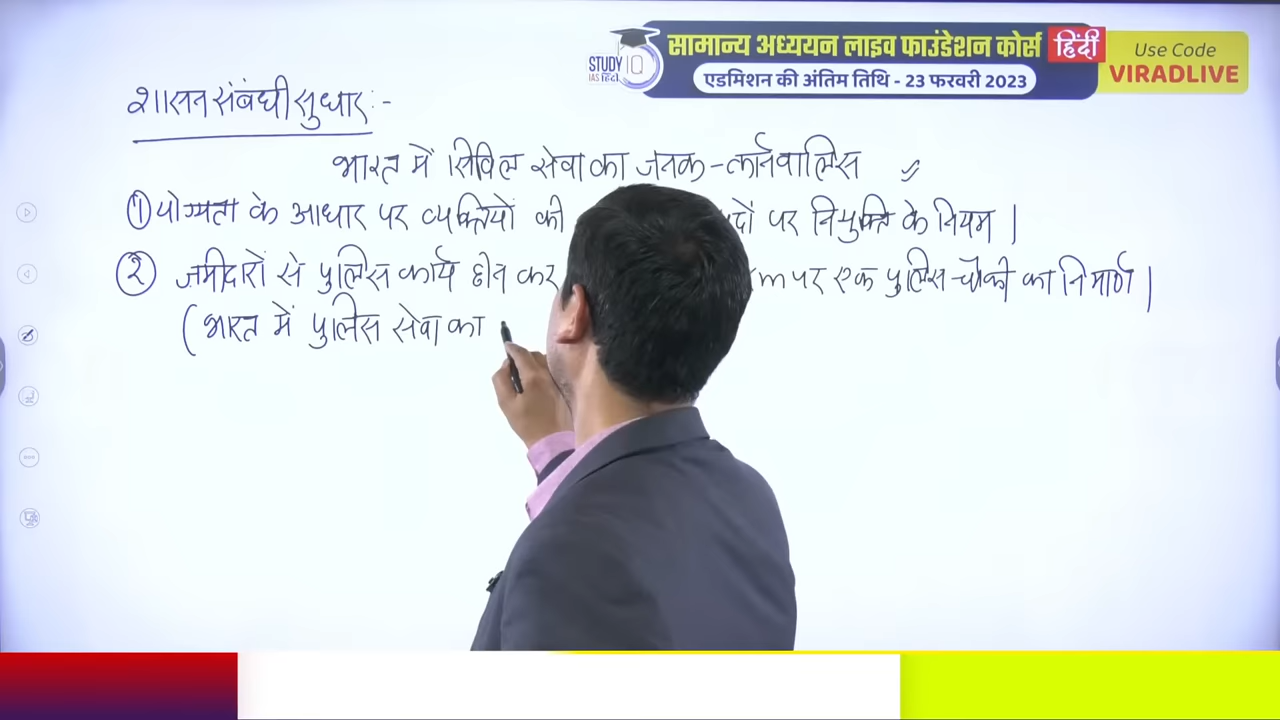 STUDY IQ
IAS हिंदी
सामान्य अध्ययन लाइव फाउंडेशन कोर्स हिंदी
एडमिशन की अंतिम तिथि - 23 फरवरी 2023
Use Code
VIRADLIVE
शासन संबंधी सुधार :-
भारत में सिविल सेवा का जनक - कार्नवालिस
① योग्यता के आधार पर व्यक्तियों की पर नियुक्ति के नियम |
② जमीदारों से पुलिस कार्य छीन कर पर एक पुलिस-चौकी का निर्माण |
( भारत में पुलिस सेवा का